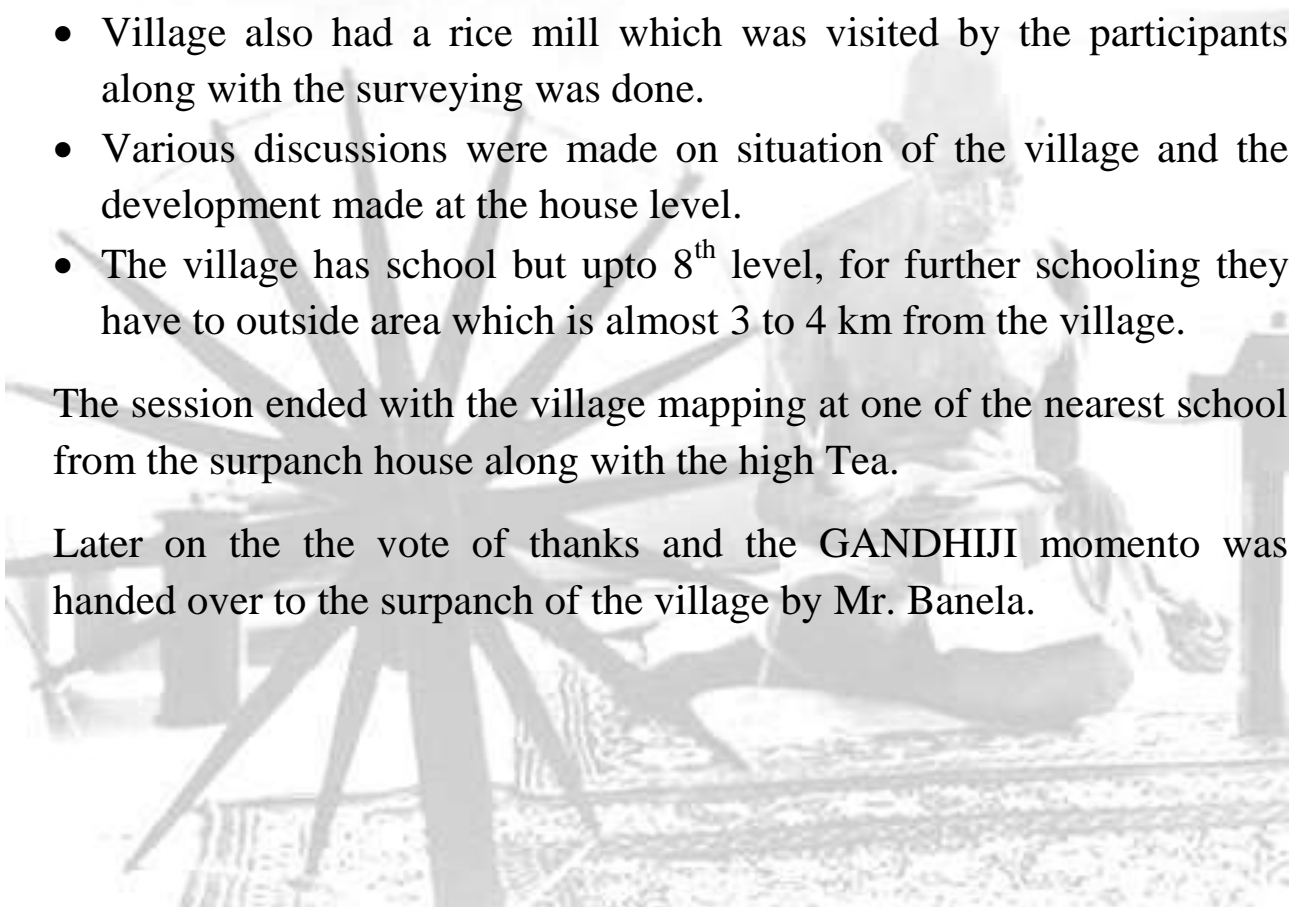 • Village also had a rice mill which was visited by the participants
along with the surveying was done.
• Various discussions were made on situation of the village and the
development made at the house level.
• The village has school but upto 8th level, for further schooling they
have to outside area which is almost 3 to 4 km from the village.
The session ended with the village mapping at one of the nearest school
from the surpanch house along with the high Tea.
Later on the the vote of thanks and the GANDHIJI momento was
handed over to the surpanch of the village by Mr. Banela.